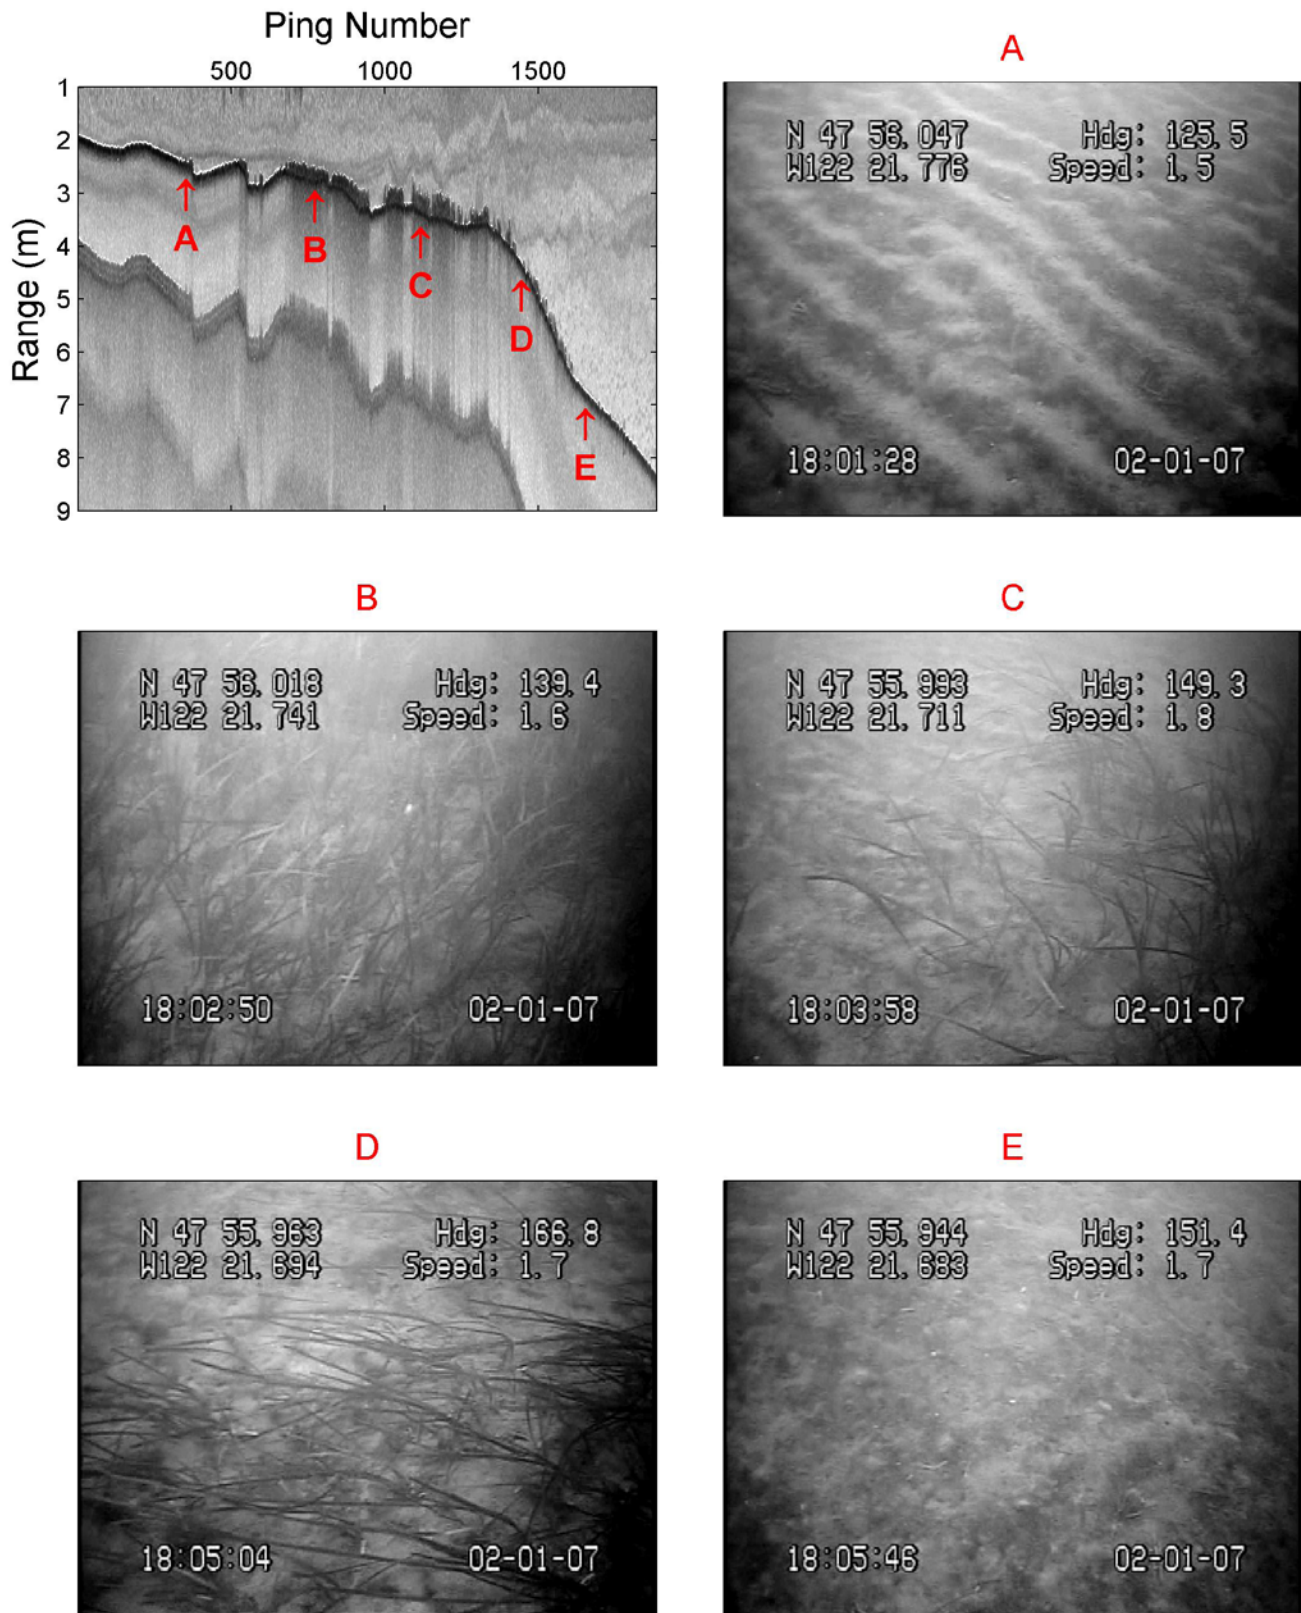 Ping Number
500 1000 1500
Range (m)
1
2
3
4
5
6
7
8
9
A
B
C
D
E
A
N 47 56.047 Hdg: 125.5
W122 21.776 Speed: 1.5
18:01:28 02-01-07
B
N 47 56.018 Hdg: 139.4
W122 21.741 Speed: 1.6
18:02:50 02-01-07
C
N 47 55.993 Hdg: 149.3
W122 21.711 Speed: 1.8
18:03:58 02-01-07
D
N 47 55.963 Hdg: 166.8
W122 21.694 Speed: 1.7
18:05:04 02-01-07
E
N 47 55.944 Hdg: 151.4
W122 21.683 Speed: 1.7
18:05:46 02-01-07